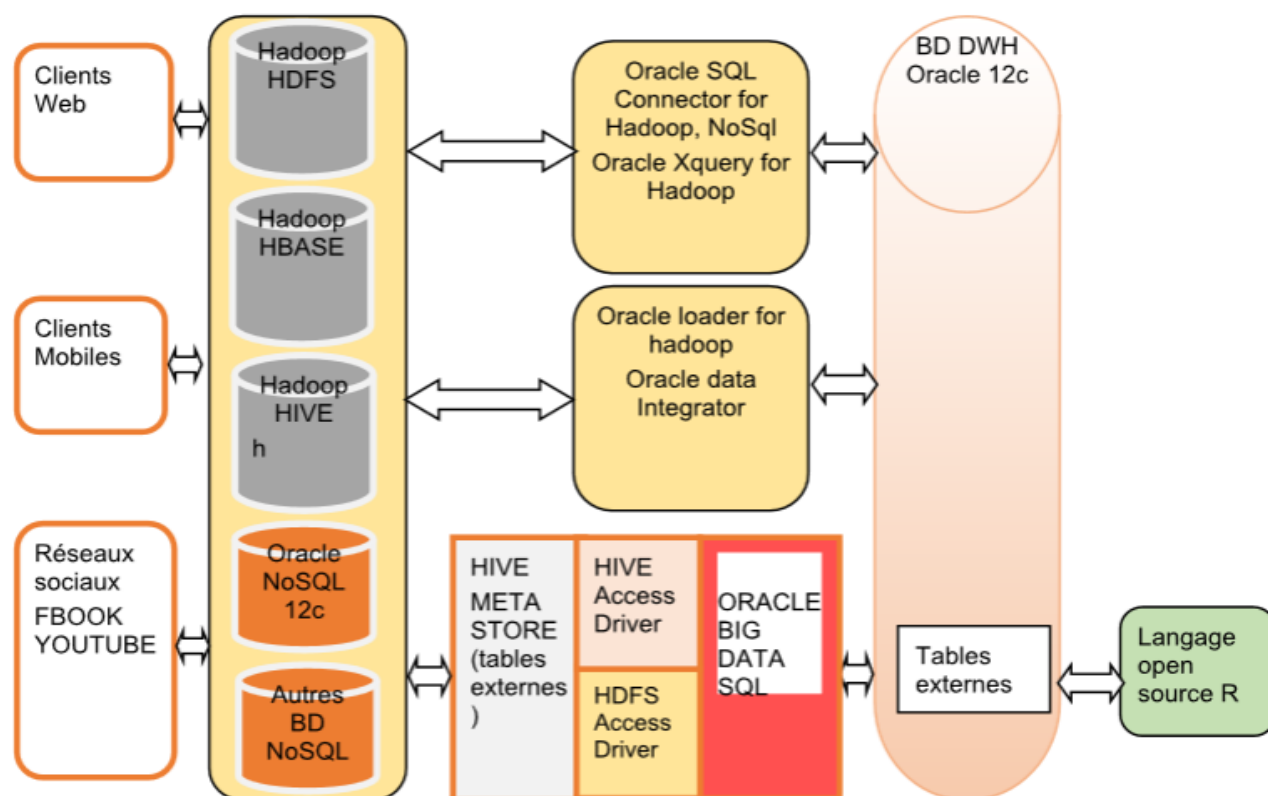 Clients
Web
Clients
Mobiles
Réseaux
sociaux
FBOOK
YOUTUBE
Hadoop
HDFS
Hadoop
HBASE
Hadoop
HIVE
h
Oracle
NoSQL
12c
Autres
BD
NoSQL
Oracle SQL
Connector for
Hadoop, NoSql
Oracle Xquery for
Hadoop
Oracle loader for
hadoop
Oracle data
Integrator
HIVE
META
STORE
(tables
externes
)
HIVE
Access
Driver
HDFS
Access
Driver
ORACLE
BIG
DATA
SQL
BD DWH
Oracle 12c
Tables
externes
Langage
open
source R